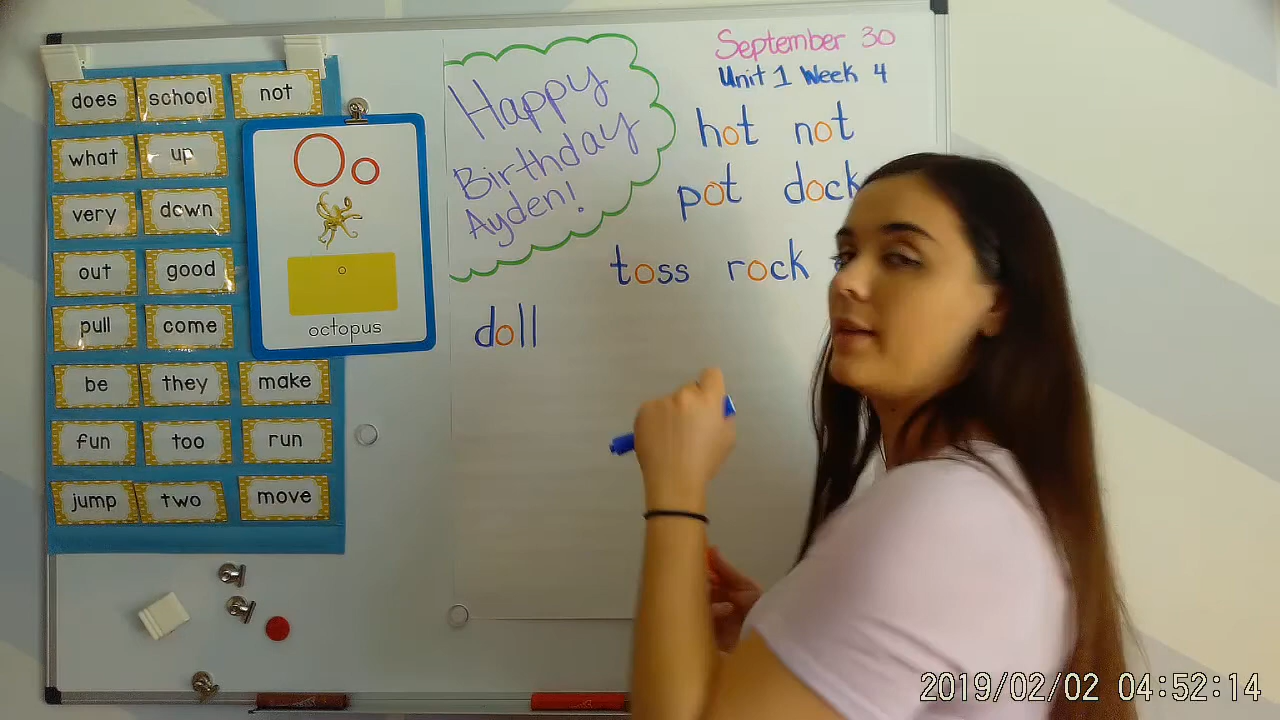 does school not
what up
very down
out good
pull come
be they make
fun too run
jump two move
Oo
o
octopus
Happy
Birthday
Ayden!
September 30
Unit 1 Week 4
hot not
pot dock
toss rock
doll
2019/02/02 04:52:14